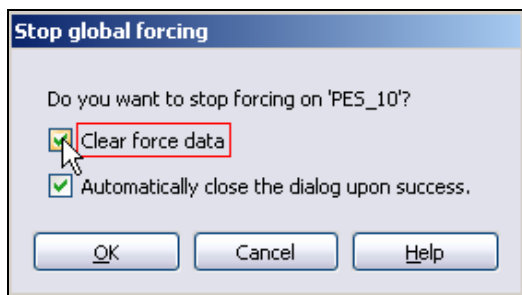 Stop global forcing
Do you want to stop forcing on 'PES_10'?
Clear force data
Automatically close the dialog upon success.
OK Cancel Help